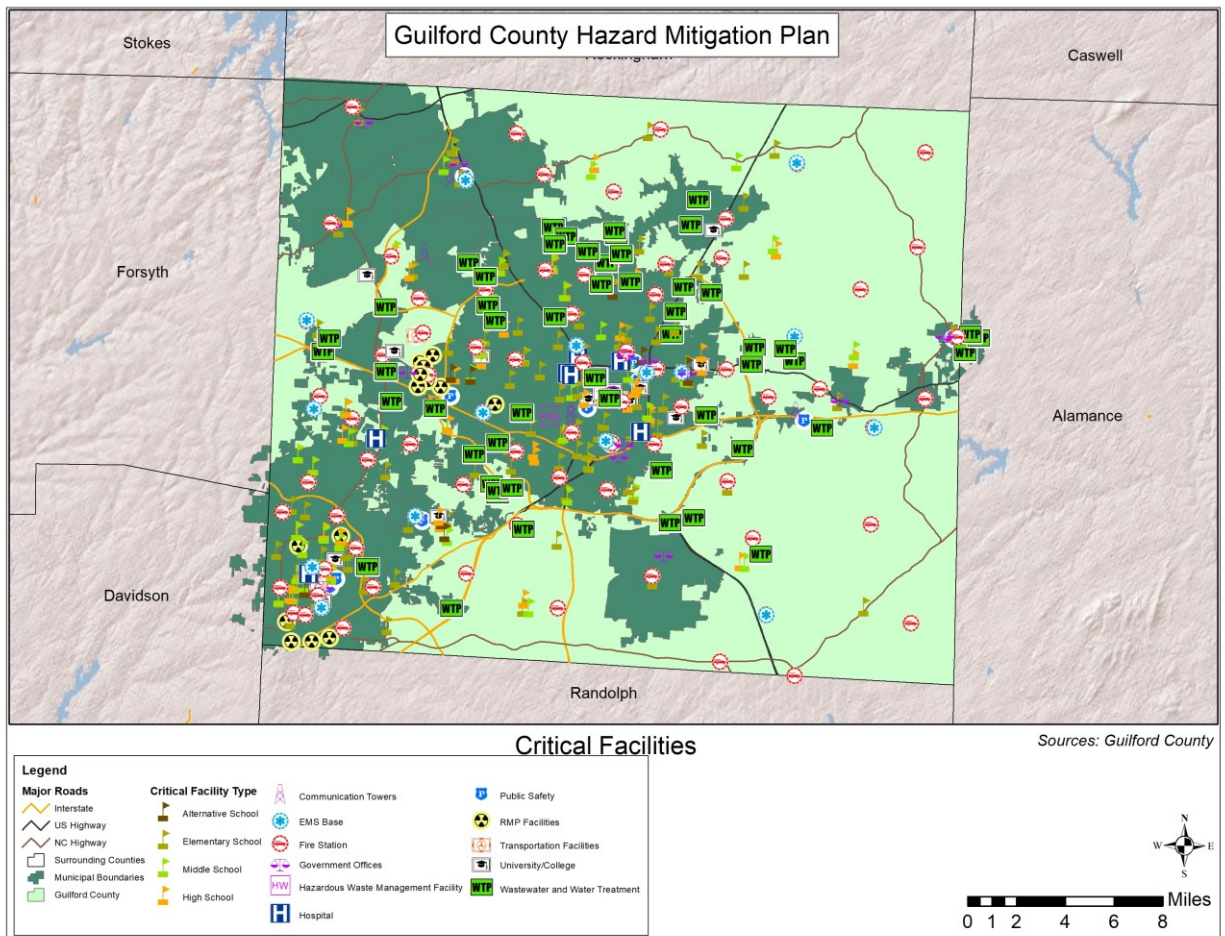 Guilford County Hazard Mitigation Plan
Stokes
Rockingham
Caswell
Forsyth
Alamance
Davidson
Randolph
Critical Facilities
Sources: Guilford County
Legend
Major Roads
Interstate
US Highway
NC Highway
Surrounding Counties
Municipal Boundaries
Guilford County
Critical Facility Type
Alternative School
Elementary School
Middle School
High School
Communication Towers
EMS Base
Fire Station
Government Offices
HW Hazardous Waste Management Facility
H Hospital
P Public Safety
RMP Facilities
Transportation Facilities
University/College
WTP Wastewater and Water Treatment
N
W E
S
Miles
0 1 2 4 6 8